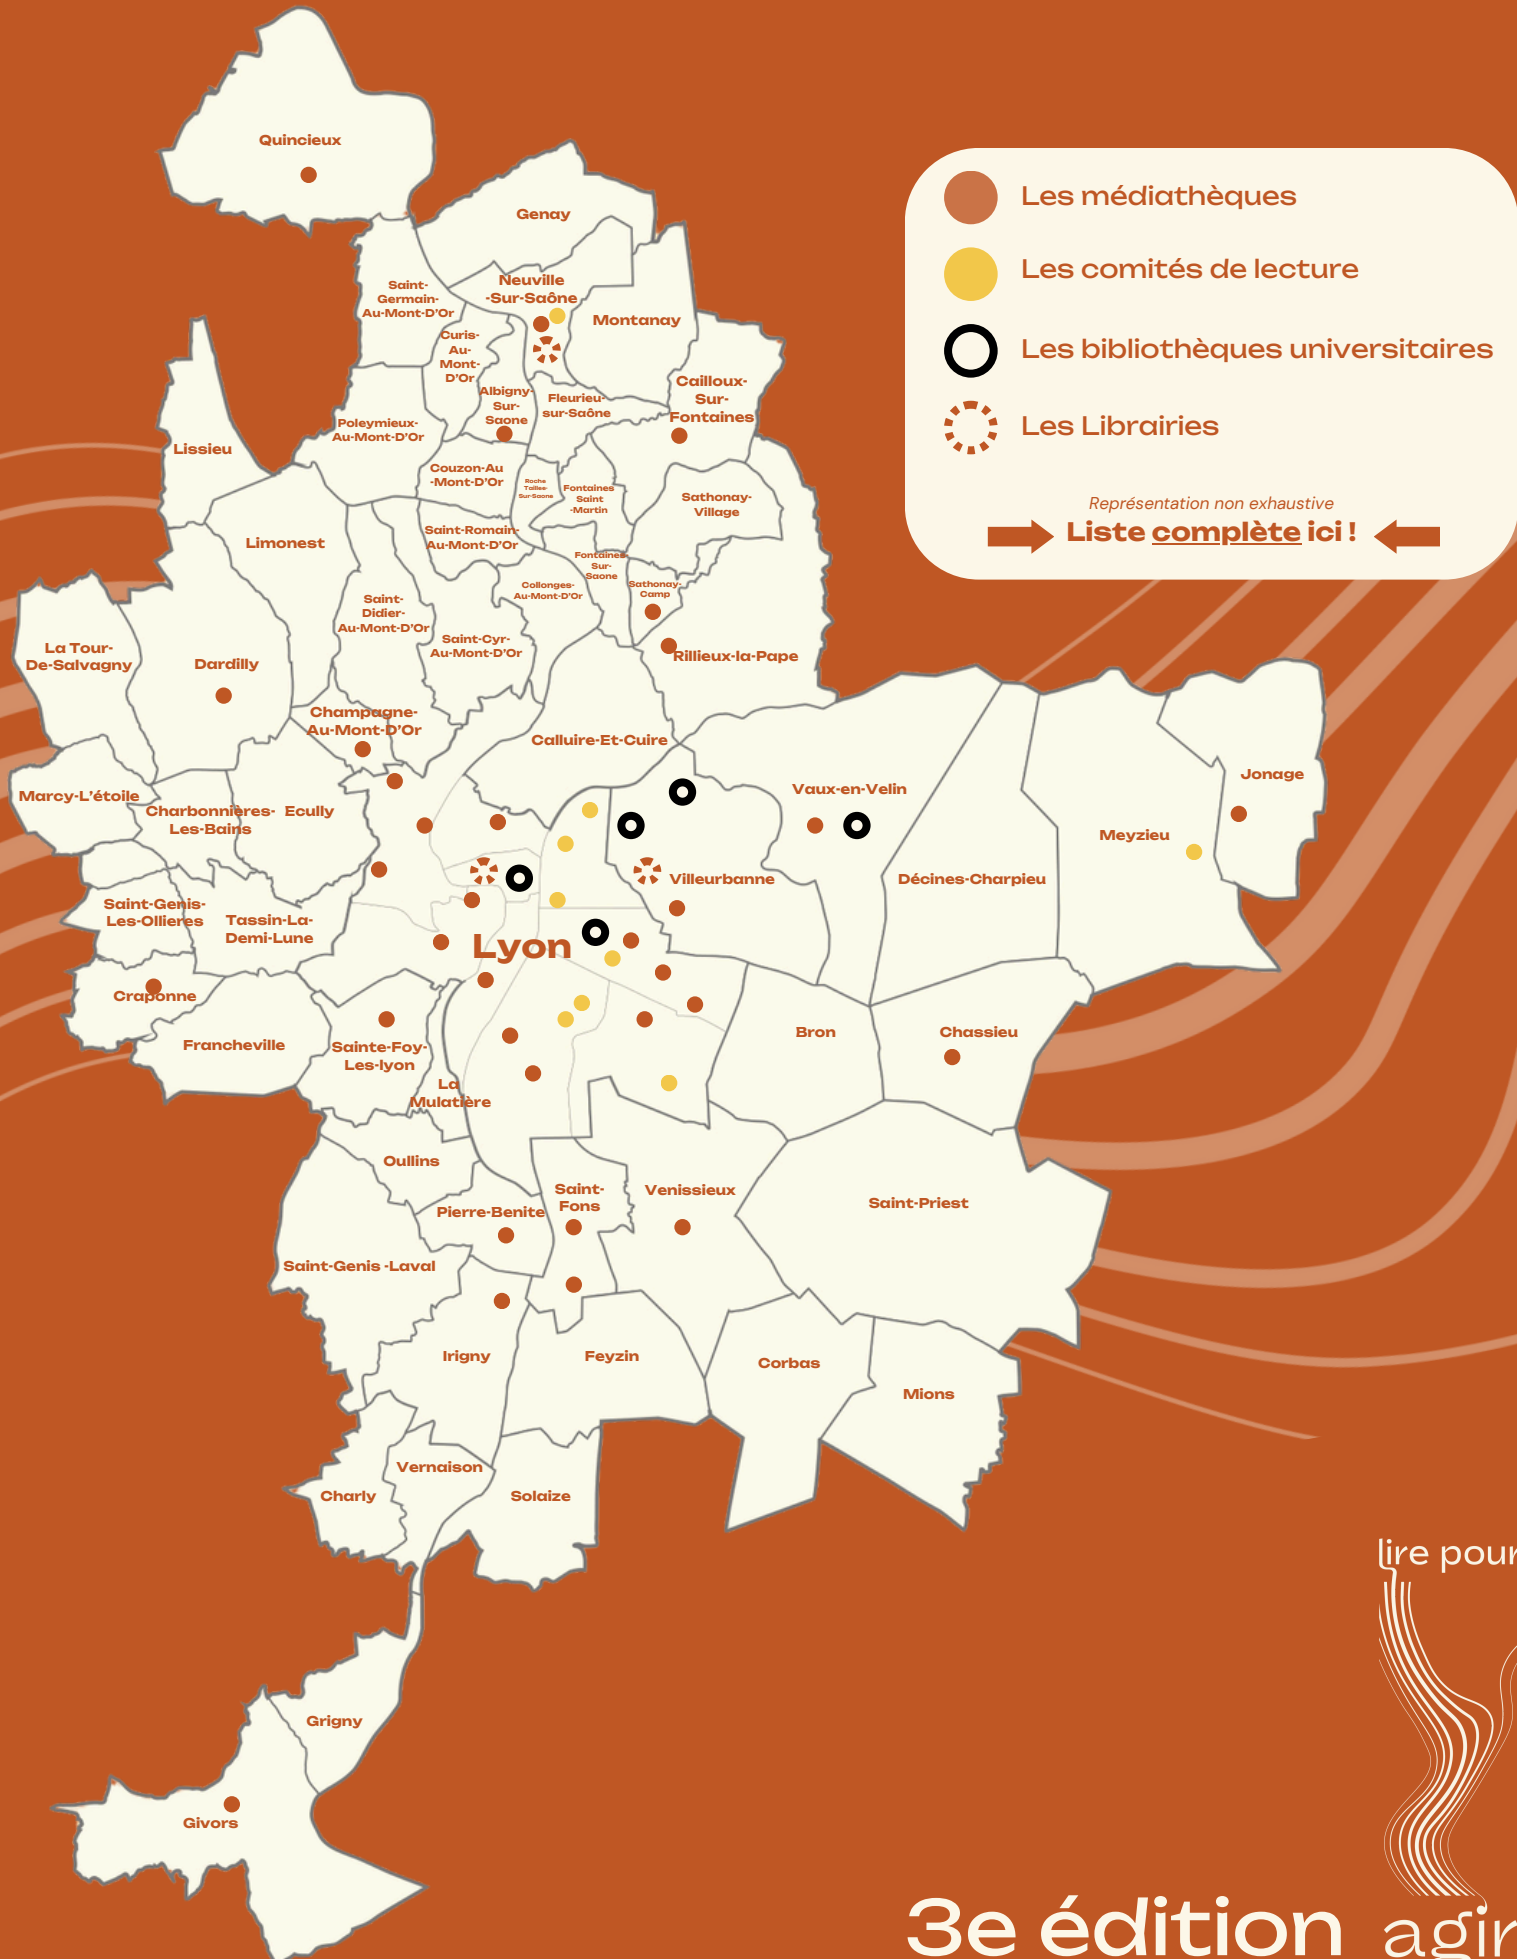 Quincieux
Genay
Les médiathèques
Les comités de lecture
Les bibliothèques universitaires
Les Librairies
Représentation non exhaustive
Liste complète ici !
Saint-
Germain-
Au-Mont-D'Or
Neuville
-Sur-Saône
Montanay
Curis-
Au-
Mont-
D'Or
Albigny-
Sur-
Saone
Fleurieu-
sur-Saône
Cailloux-
Sur-
Fontaines
Poleymieux-
Au-Mont-D'Or
Lissieu
Couzon-Au
-Mont-D'Or
Roche
Taillee-
Sur-Saone
Fontaines
Saint
-Martin
Sathonay-
Village
Limonest
Saint-Romain-
Au-Mont-D'Or
Fontaines-
Sur-
Saone
Collonges-
Au-Mont-D'Or
Sathonay-
Camp
Saint-
Didier-
Au-Mont-D'Or
Saint-Cyr-
Au-Mont-D'Or
La Tour-
De-Salvagny
Dardilly
Rillieux-la-Pape
Champagne-
Au-Mont-D'Or
Calluire-Et-Cuire
Marcy-L'étoile
Charbonnières-
Les-Bains
Ecully
Vaux-en-Velin
Jonage
Meyzieu
Villeurbanne
Décines-Charpieu
Saint-Genis-
Les-Ollieres
Tassin-La-
Demi-Lune
Lyon
Craponne
Francheville
Sainte-Foy-
Les-lyon
La
Mulatière
Bron
Chassieu
Oullins
Pierre-Benite
Saint-
Fons
Venissieux
Saint-Priest
Saint-Genis -Laval
Irigny
Feyzin
Corbas
Mions
Vernaison
Charly
Solaize
Grigny
Givors
lire pour
3e édition
agir